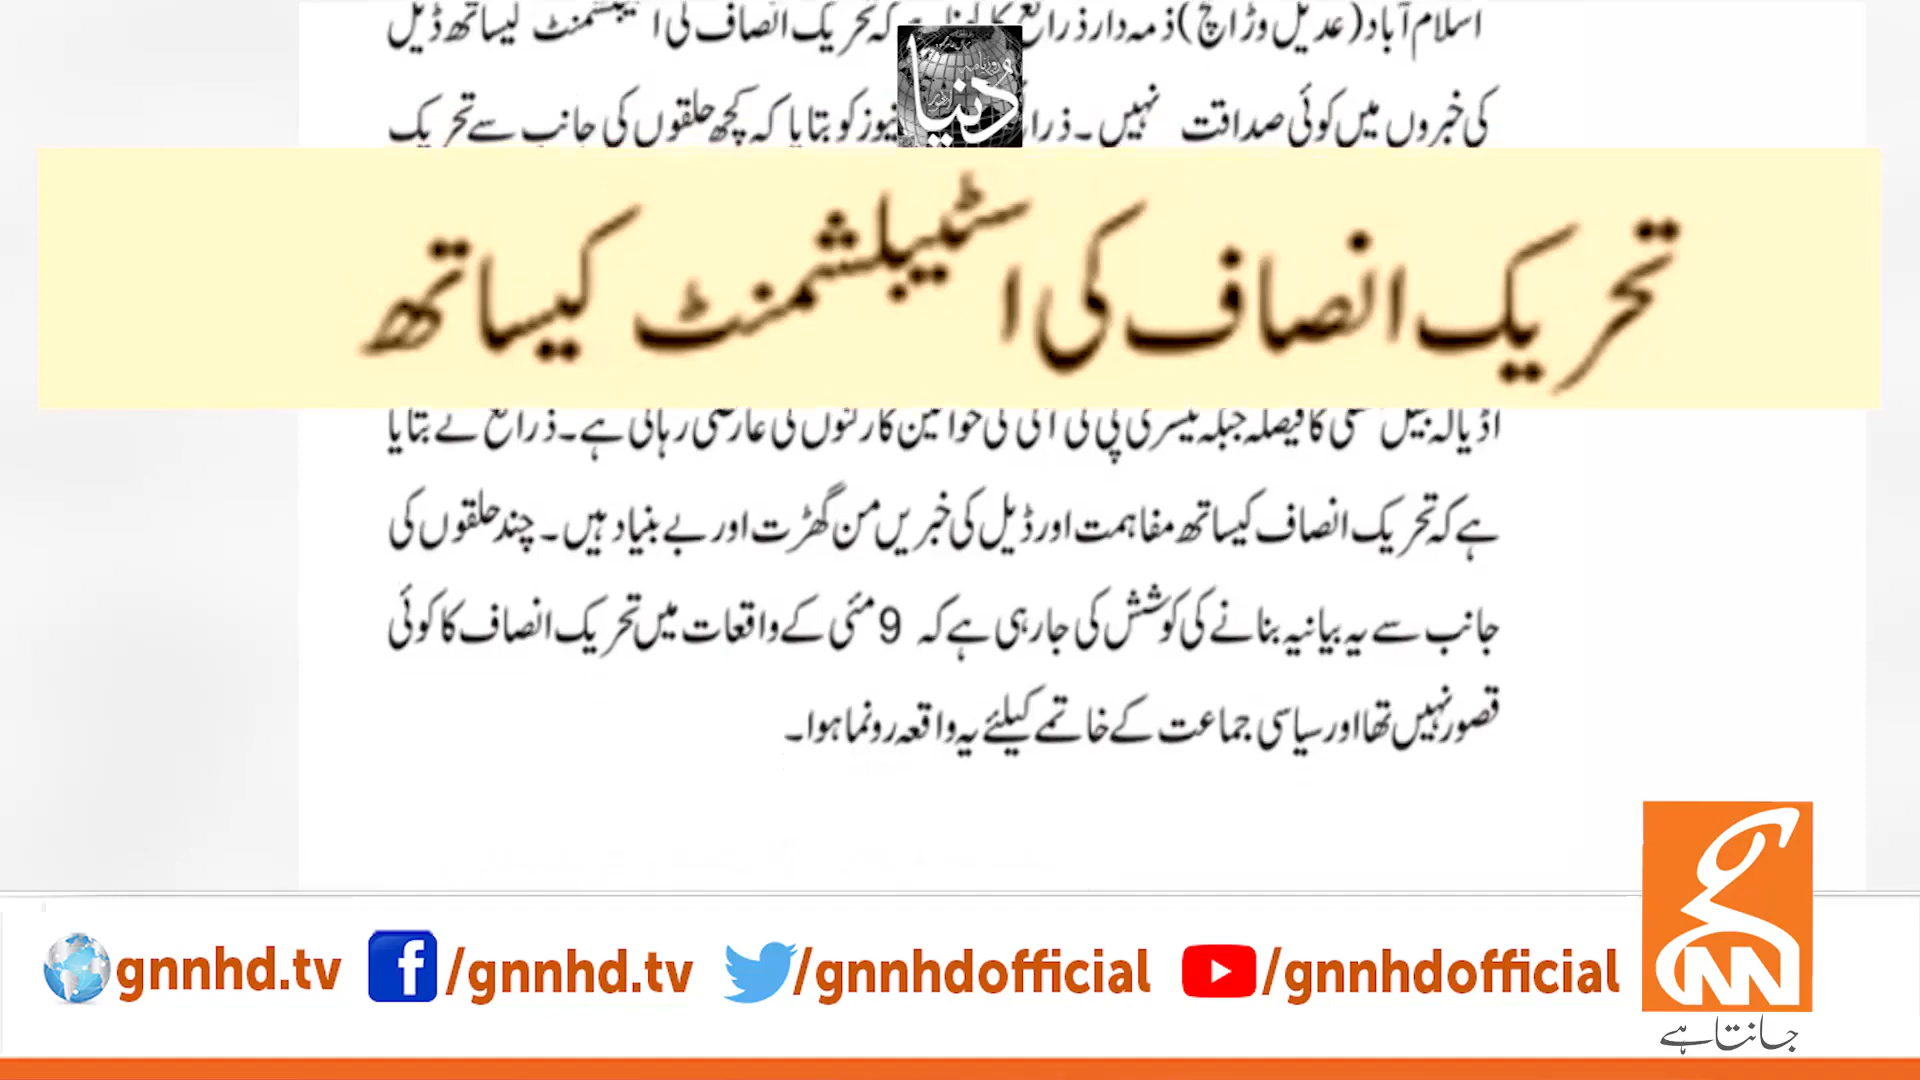 اسلام آباد (عدیل وڑائچ) ذمہ دار ذرائع کا کہنا ہے کہ تحریک انصاف کی اسٹیبلشمنٹ کیساتھ ڈیل
کی خبروں میں کوئی صداقت نہیں۔ ذرا نیوز کو بتایا کہ کچھ حلقوں کی جانب سے تحریک
روزنامہ دُنیا
تحریک انصاف کی اسٹیبلشمنٹ کیساتھ
اڈیالہ جیل منتقلی کا فیصلہ جبکہ تیسری پی ٹی آئی کی خواتین کارکنوں کی عارضی رہائی ہے۔ ذرائع نے بتایا
ہے کہ تحریک انصاف کیساتھ مفاہمت اور ڈیل کی خبریں من گھڑت اور بے بنیاد ہیں۔ چند حلقوں کی
جانب سے یہ بیانیہ بنانے کی کوشش کی جا رہی ہے کہ 9 مئی کے واقعات میں تحریک انصاف کا کوئی
قصور نہیں تھا اور سیاسی جماعت کے خاتمے کیلئے یہ واقعہ رونما ہوا۔
gnnhd.tv /gnnhd.tv /gnnhdofficial /gnnhdofficial
GNN
جانتا ہے